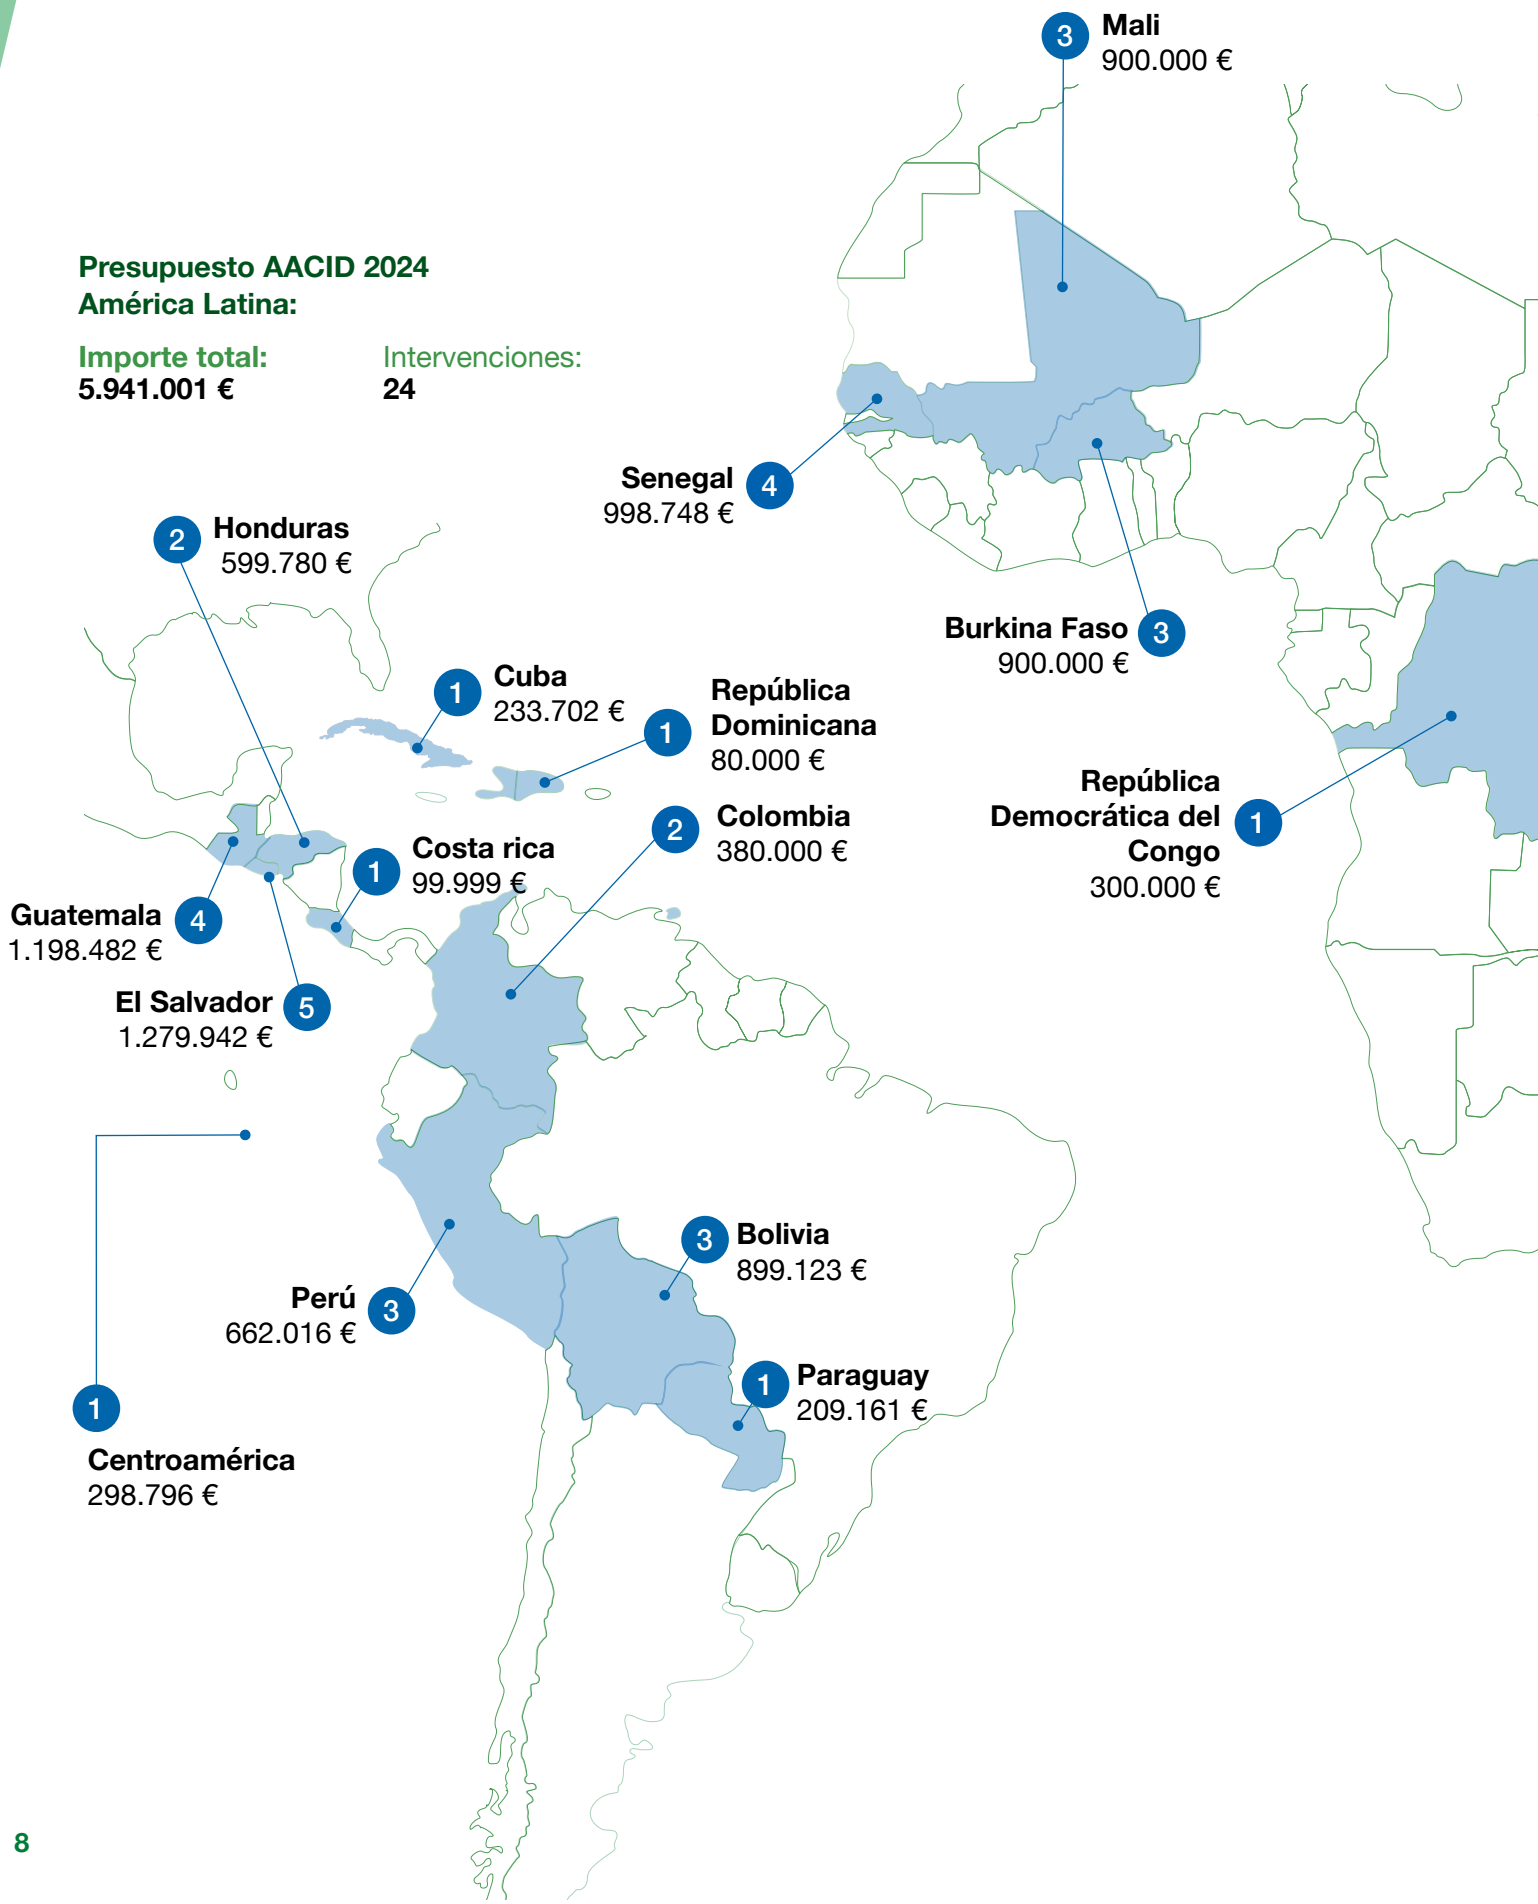 3
Mali
900.000 €
Presupuesto AACID 2024
América Latina:
Importe total:
5.941.001 €
Intervenciones:
24
Senegal
998.748 €
4
2
Honduras
599.780 €
Burkina Faso
900.000 €
3
1
Cuba
233.702 €
1
República
Dominicana
80.000 €
República
Democrática del
Congo
300.000 €
1
2
Colombia
380.000 €
1
Costa rica
99.999 €
Guatemala
1.198.482 €
4
El Salvador
1.279.942 €
5
3
Bolivia
899.123 €
Perú
662.016 €
3
1
Paraguay
209.161 €
1
Centroamérica
298.796 €
8